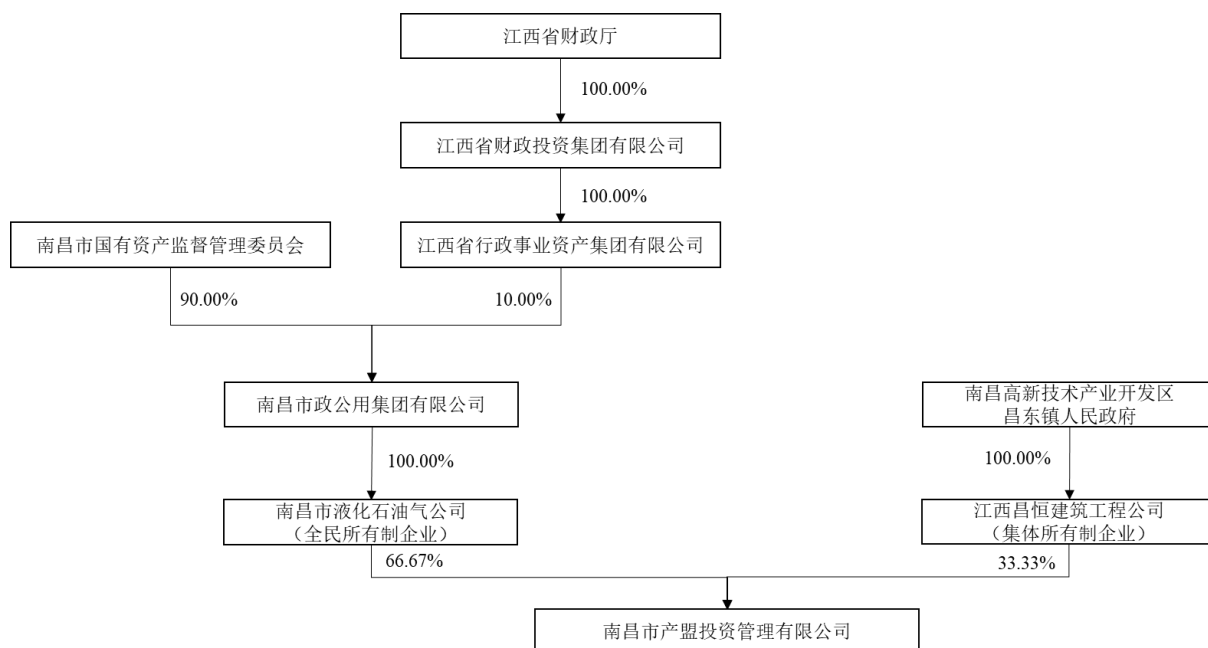 江西省财政厅
100.00%
江西省财政投资集团有限公司
100.00%
南昌市国有资产监督管理委员会
江西省行政事业资产集团有限公司
90.00%
10.00%
南昌市政公用集团有限公司
南昌高新技术产业开发区
昌东镇人民政府
100.00%
100.00%
南昌市液化石油气公司
（全民所有制企业）
江西昌恒建筑工程公司
（集体所有制企业）
66.67%
33.33%
南昌市产盟投资管理有限公司